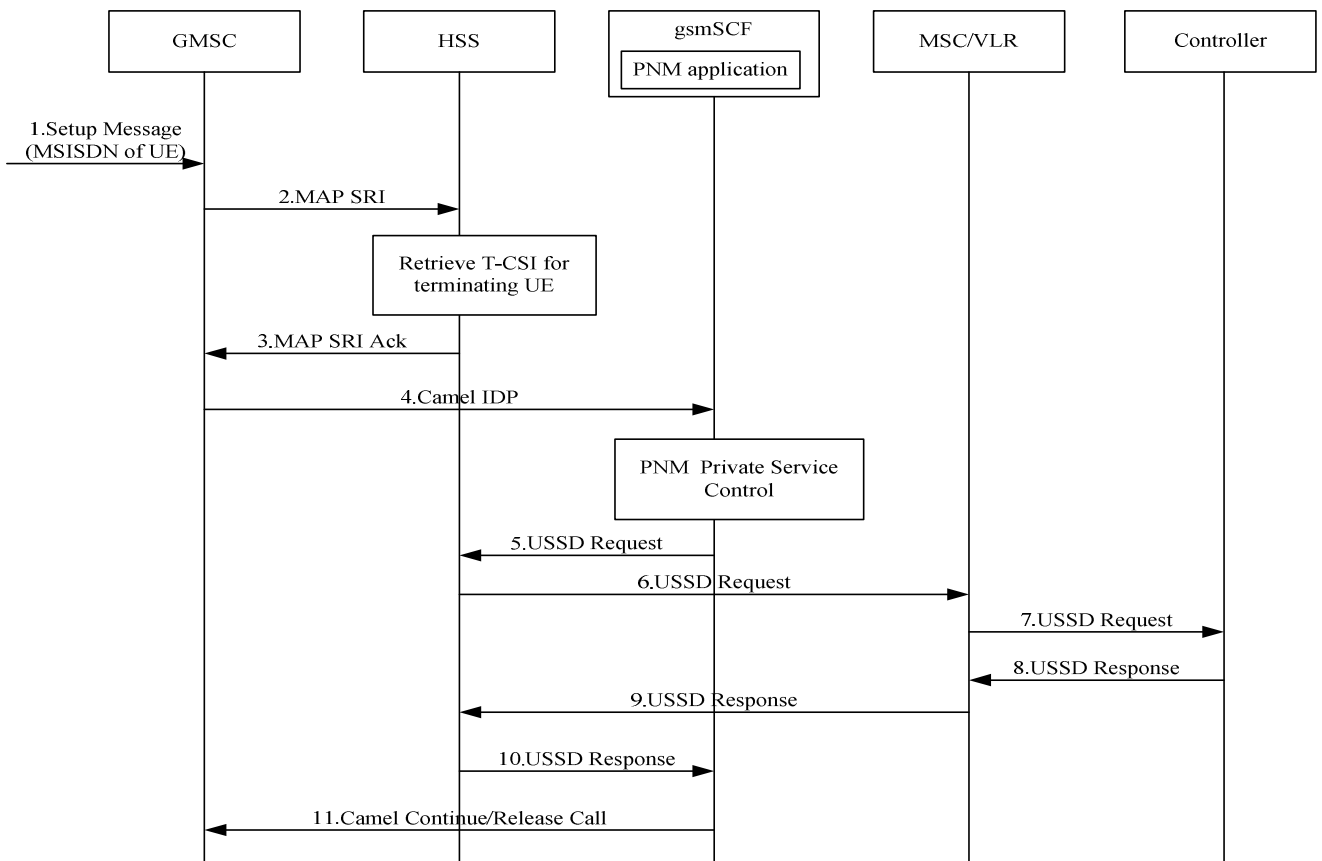 GMSC
HSS
gsmSCF
PNM application
MSC/VLR
Controller
1.Setup Message
(MSISDN of UE)
2.MAP SRI
Retrieve T-CSI for
terminating UE
3.MAP SRI Ack
4.Camel IDP
PNM Private Service
Control
5.USSD Request
6.USSD Request
7.USSD Request
8.USSD Response
9.USSD Response
10.USSD Response
11.Camel Continue/Release Call